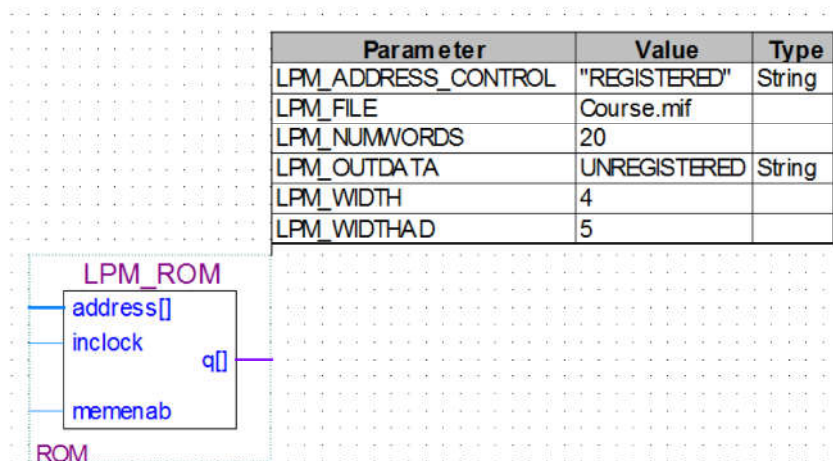 Parameter Value Type
LPM_ADDRESS_CONTROL "REGISTERED" String
LPM_FILE Course.mif
LPM_NUMWORDS 20
LPM_OUTDATA UNREGISTERED String
LPM_WIDTH 4
LPM_WIDTHAD 5
LPM_ROM
address[]
inclock
q[]
memenab
ROM